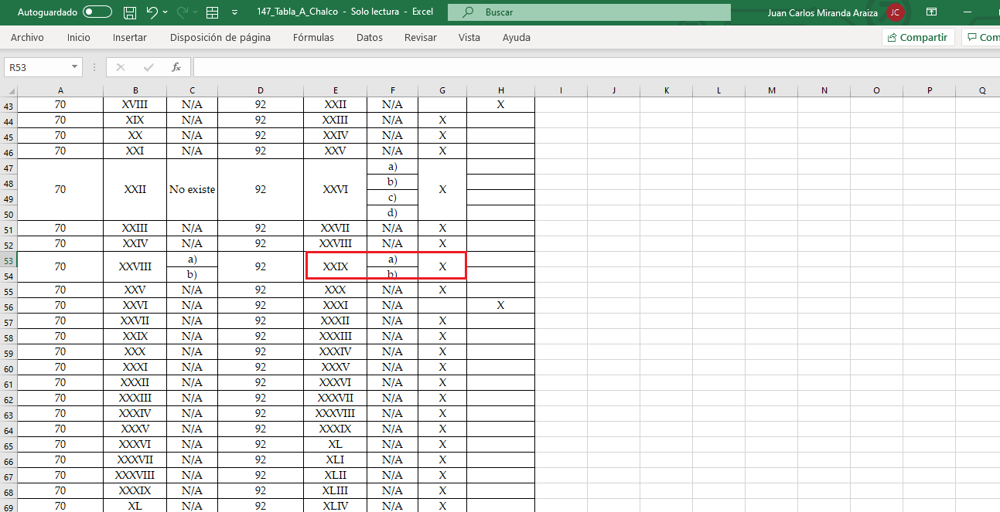 Autoguardado 147_Tabla_A_Chalco - Solo lectura - Excel Buscar Juan Carlos Miranda Araiza JC
Archivo Inicio Insertar Disposición de página Fórmulas Datos Revisar Vista Ayuda Compartir Com
R53 fx
A B C D E F G H I J K L M N O P Q
43 70 XVIII N/A 92 XXII N/A X
44 70 XIX N/A 92 XXIII N/A X
45 70 XX N/A 92 XXIV N/A X
46 70 XXI N/A 92 XXV N/A X
47 a)
48 b)
70 XXII No existe 92 XXVI X
49 c)
50 d)
51 70 XXIII N/A 92 XXVII N/A X
52 70 XXIV N/A 92 XXVIII N/A X
53 a) a)
70 XXVIII 92 XXIX X
54 b) b)
55 70 XXV N/A 92 XXX N/A X
56 70 XXVI N/A 92 XXXI N/A X
57 70 XXVII N/A 92 XXXII N/A X
58 70 XXIX N/A 92 XXXIII N/A X
59 70 XXX N/A 92 XXXIV N/A X
60 70 XXXI N/A 92 XXXV N/A X
61 70 XXXII N/A 92 XXXVI N/A X
62 70 XXXIII N/A 92 XXXVII N/A X
63 70 XXXIV N/A 92 XXXVIII N/A X
64 70 XXXV N/A 92 XXXIX N/A X
65 70 XXXVI N/A 92 XL N/A X
66 70 XXXVII N/A 92 XLI N/A X
67 70 XXXVIII N/A 92 XLII N/A X
68 70 XXXIX N/A 92 XLIII N/A X
69 70 XL N/A 92 XLIV N/A X